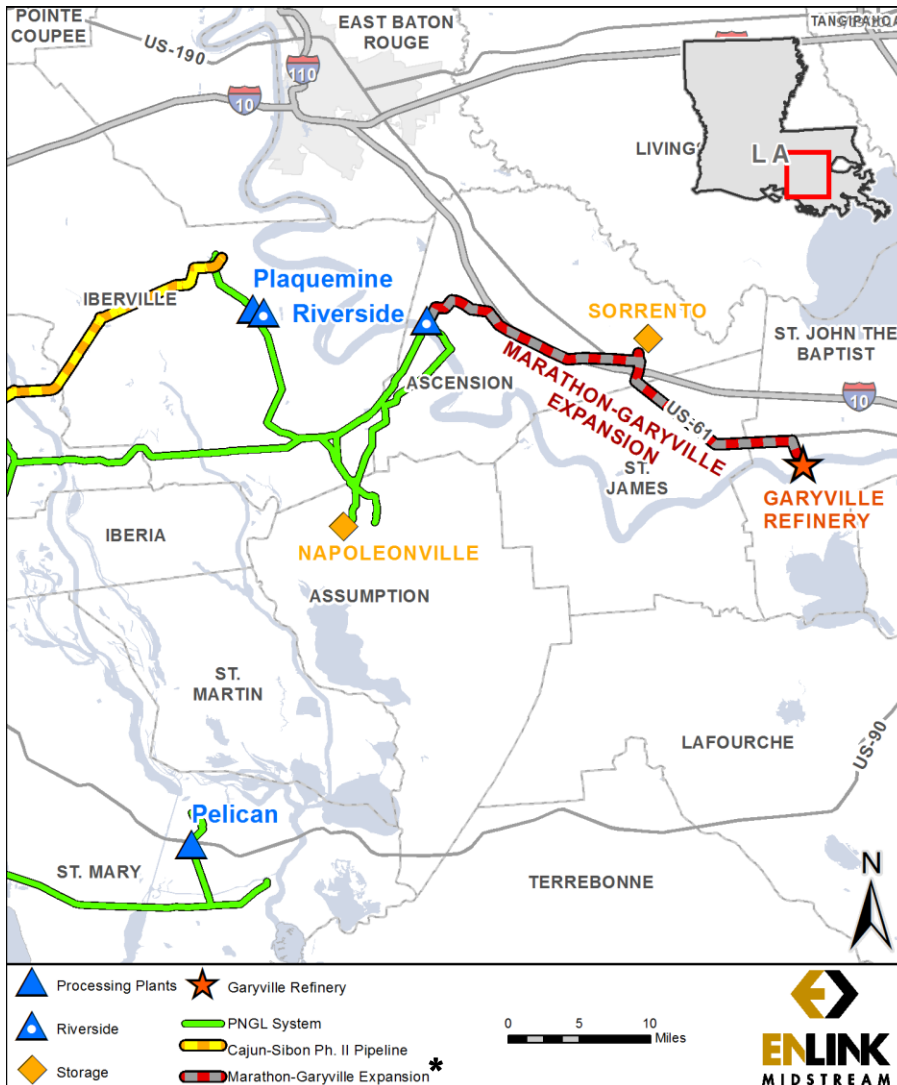 POINTE
COUPEE
US-190
EAST BATON
ROUGE
TANGIPAHOA
110
10
LIVING
LA
Plaquemine
IBERVILLE
Riverside
SORRENTO
ST. JOHN THE
BAPTIST
ASCENSION
MARATHON-GARYVILLE
EXPANSION
US-61
10
ST.
JAMES
GARYVILLE
REFINERY
IBERIA
NAPOLEONVILLE
ASSUMPTION
ST.
MARTIN
LAFOURCHE
US-90
Pelican
ST. MARY
TERREBONNE
N
Processing Plants
Riverside
Storage
Garyville Refinery
PNGL System
Cajun-Sibon Ph. II Pipeline
Marathon-Garyville Expansion*
0 5 10
Miles
ENLINK
MIDSTREAM